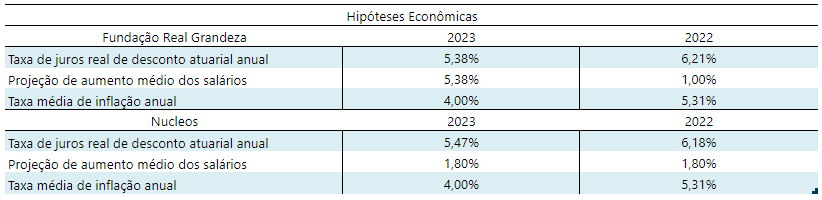 Hipóteses Econômicas
Fundação Real Grandeza 2023 2022
Taxa de juros real de desconto atuarial anual 5,38% 6,21%
Projeção de aumento médio dos salários 5,38% 1,00%
Taxa média de inflação anual 4,00% 5,31%
Nucleos 2023 2022
Taxa de juros real de desconto atuarial anual 5,47% 6,18%
Projeção de aumento médio dos salários 1,80% 1,80%
Taxa média de inflação anual 4,00% 5,31%